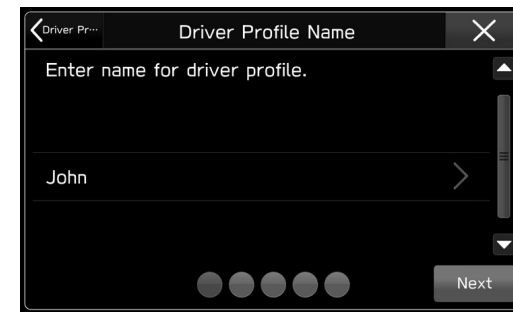 Driver Pr···
Driver Profile Name
Enter name for driver profile.
John
Next